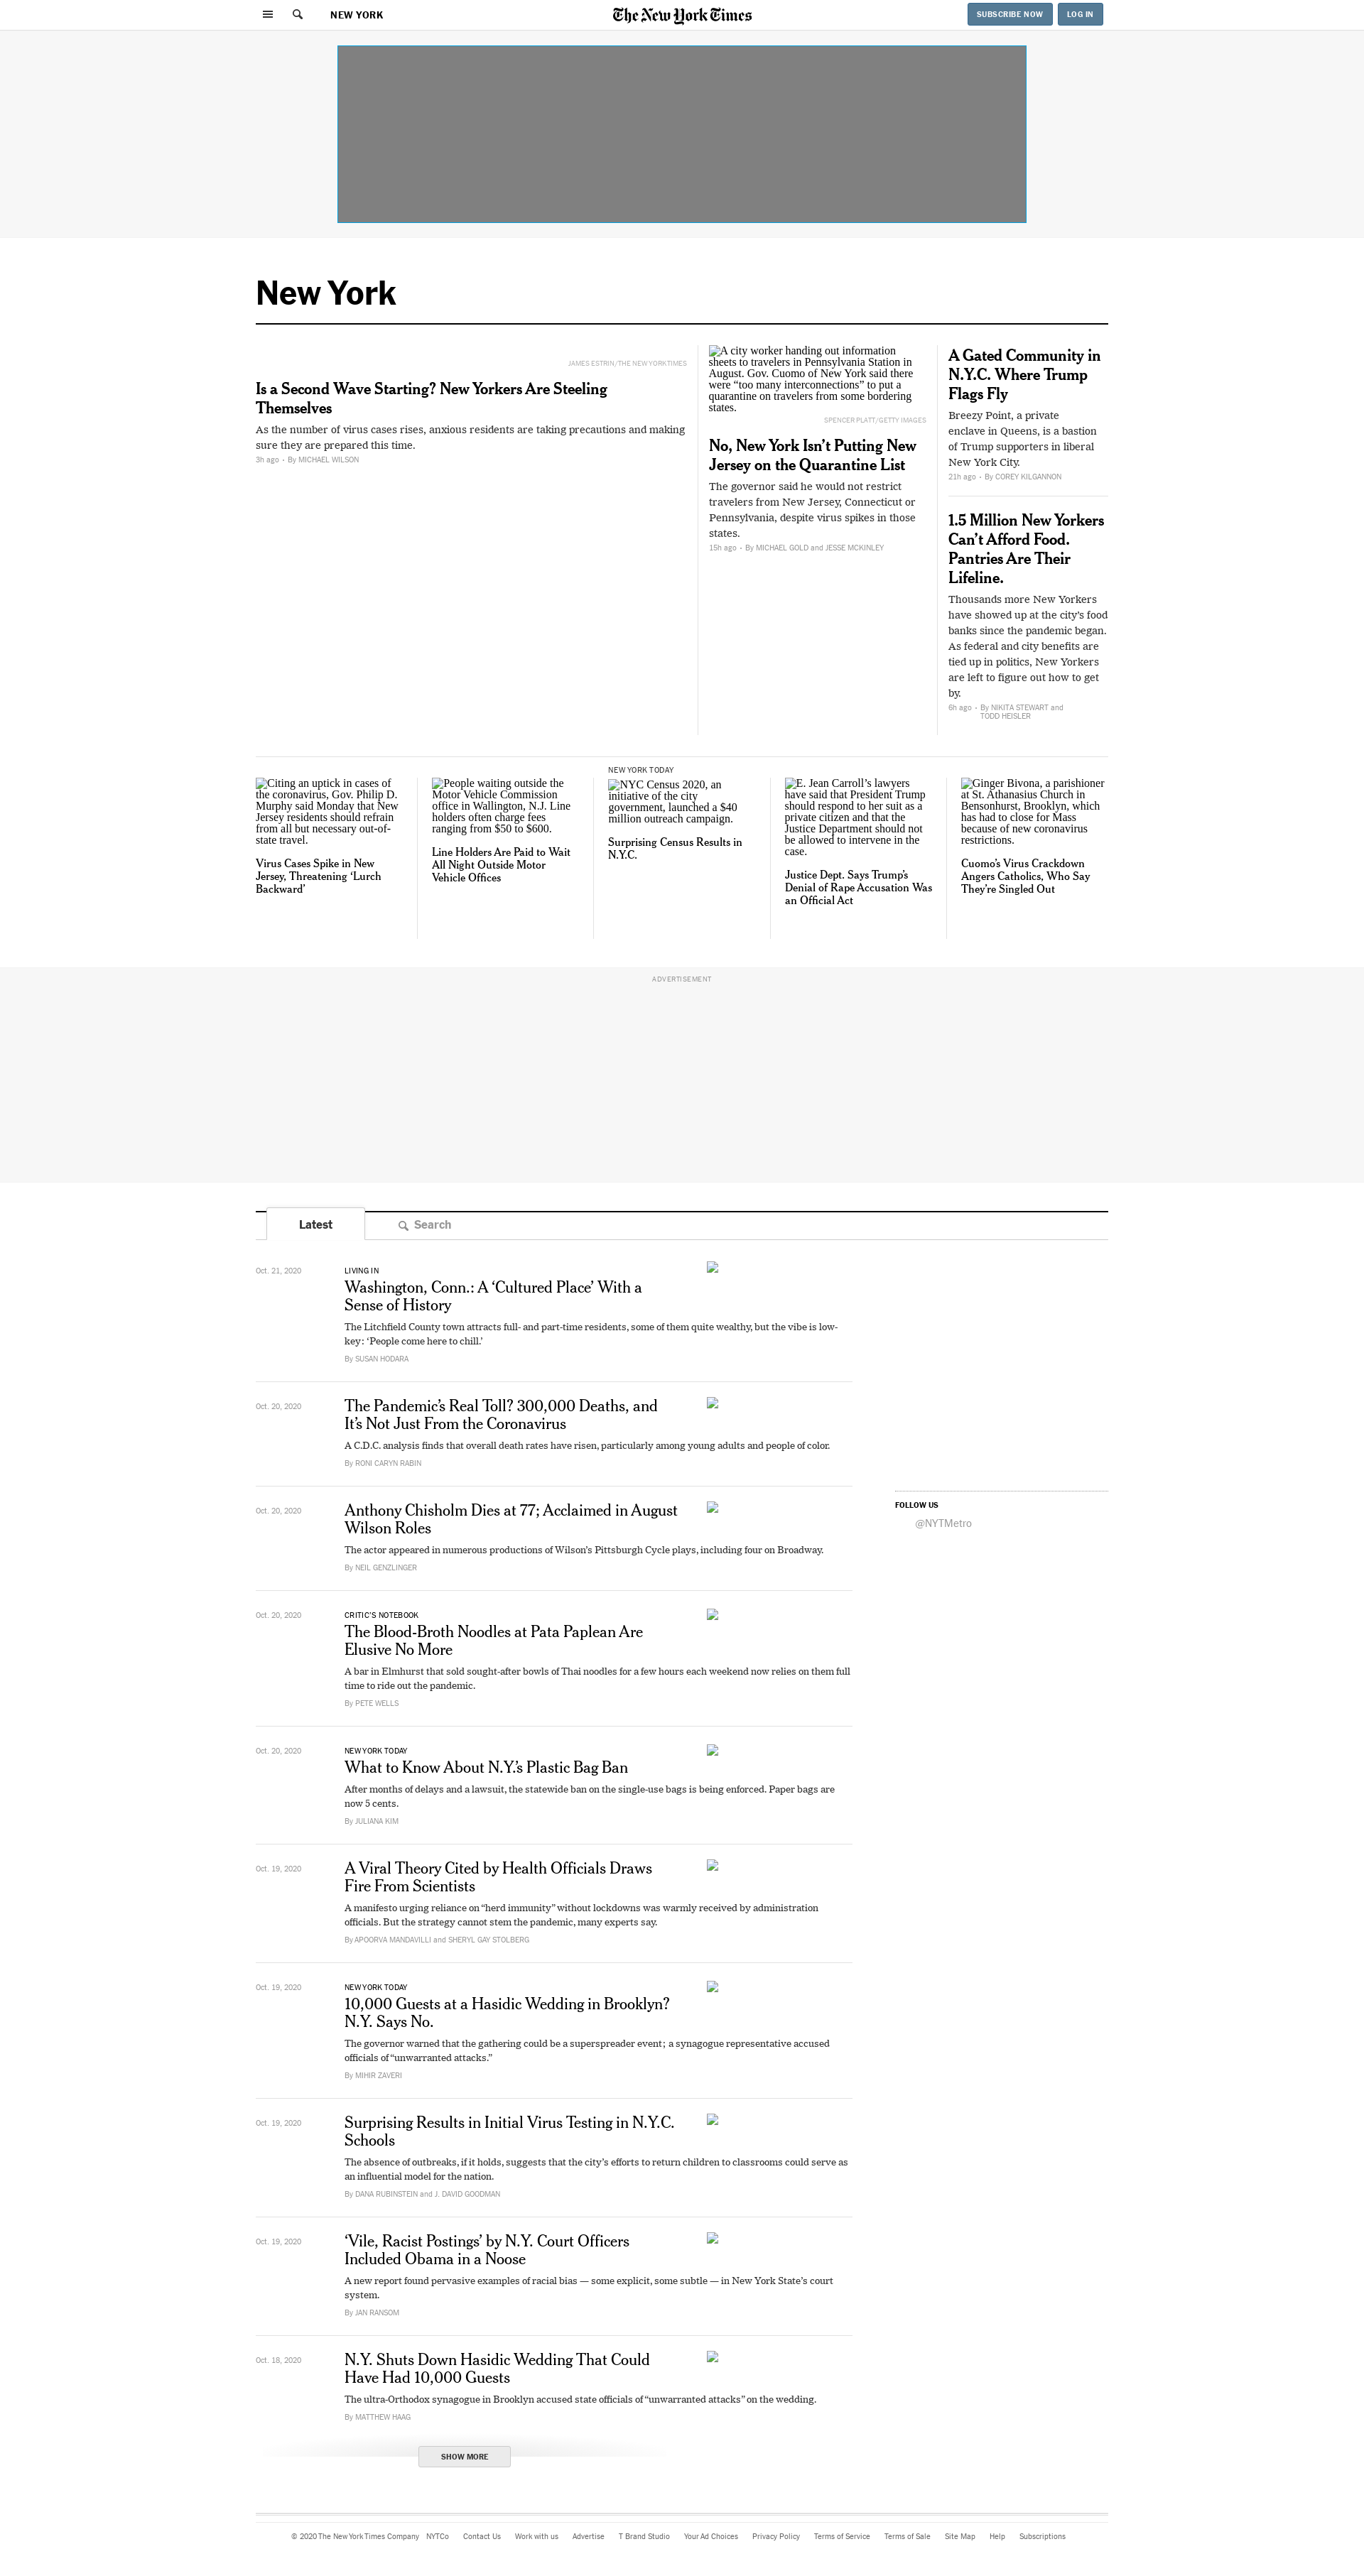 NEW YORK
The New York Times
SUBSCRIBE NOW
LOG IN
New York
JAMES ESTRIN/THE NEW YORK TIMES
Is a Second Wave Starting? New Yorkers Are Steeling
Themselves
As the number of virus cases rises, anxious residents are taking precautions and making
sure they are prepared this time.
3h ago • By MICHAEL WILSON
A city worker handing out information
sheets to travelers in Pennsylvania Station in
August. Gov. Cuomo of New York said there
were “too many interconnections” to put a
quarantine on travelers from some bordering
states.
SPENCER PLATT/GETTY IMAGES
No, New York Isn’t Putting New
Jersey on the Quarantine List
The governor said he would not restrict
travelers from New Jersey, Connecticut or
Pennsylvania, despite virus spikes in those
states.
15h ago • By MICHAEL GOLD and JESSE MCKINLEY
A Gated Community in
N.Y.C. Where Trump
Flags Fly
Breezy Point, a private
enclave in Queens, is a bastion
of Trump supporters in liberal
New York City.
21h ago • By COREY KILGANNON
1.5 Million New Yorkers
Can’t Afford Food.
Pantries Are Their
Lifeline.
Thousands more New Yorkers
have showed up at the city’s food
banks since the pandemic began.
As federal and city benefits are
tied up in politics, New Yorkers
are left to figure out how to get
by.
6h ago • By NIKITA STEWART and
TODD HEISLER
Citing an uptick in cases of
the coronavirus, Gov. Philip D.
Murphy said Monday that New
Jersey residents should refrain
from all but necessary out-of-
state travel.
Virus Cases Spike in New
Jersey, Threatening ‘Lurch
Backward’
People waiting outside the
Motor Vehicle Commission
office in Wallington, N.J. Line
holders often charge fees
ranging from $50 to $600.
Line Holders Are Paid to Wait
All Night Outside Motor
Vehicle Offices
NEW YORK TODAY
NYC Census 2020, an
initiative of the city
government, launched a $40
million outreach campaign.
Surprising Census Results in
N.Y.C.
E. Jean Carroll’s lawyers
have said that President Trump
should respond to her suit as a
private citizen and that the
Justice Department should not
be allowed to intervene in the
case.
Justice Dept. Says Trump’s
Denial of Rape Accusation Was
an Official Act
Ginger Bivona, a parishioner
at St. Athanasius Church in
Bensonhurst, Brooklyn, which
has had to close for Mass
because of new coronavirus
restrictions.
Cuomo’s Virus Crackdown
Angers Catholics, Who Say
They’re Singled Out
ADVERTISEMENT
Latest
Search
Oct. 21, 2020
LIVING IN
Washington, Conn.: A ‘Cultured Place’ With a
Sense of History
The Litchfield County town attracts full- and part-time residents, some of them quite wealthy, but the vibe is low-
key: ‘People come here to chill.’
By SUSAN HODARA
Oct. 20, 2020
The Pandemic’s Real Toll? 300,000 Deaths, and
It’s Not Just From the Coronavirus
A C.D.C. analysis finds that overall death rates have risen, particularly among young adults and people of color.
By RONI CARYN RABIN
Oct. 20, 2020
Anthony Chisholm Dies at 77; Acclaimed in August
Wilson Roles
The actor appeared in numerous productions of Wilson’s Pittsburgh Cycle plays, including four on Broadway.
By NEIL GENZLINGER
FOLLOW US
@NYTMetro
Oct. 20, 2020
CRITIC’S NOTEBOOK
The Blood-Broth Noodles at Pata Paplean Are
Elusive No More
A bar in Elmhurst that sold sought-after bowls of Thai noodles for a few hours each weekend now relies on them full
time to ride out the pandemic.
By PETE WELLS
Oct. 20, 2020
NEW YORK TODAY
What to Know About N.Y.’s Plastic Bag Ban
After months of delays and a lawsuit, the statewide ban on the single-use bags is being enforced. Paper bags are
now 5 cents.
By JULIANA KIM
Oct. 19, 2020
A Viral Theory Cited by Health Officials Draws
Fire From Scientists
A manifesto urging reliance on “herd immunity” without lockdowns was warmly received by administration
officials. But the strategy cannot stem the pandemic, many experts say.
By APOORVA MANDAVILLI and SHERYL GAY STOLBERG
Oct. 19, 2020
NEW YORK TODAY
10,000 Guests at a Hasidic Wedding in Brooklyn?
N.Y. Says No.
The governor warned that the gathering could be a superspreader event; a synagogue representative accused
officials of “unwarranted attacks.”
By MIHIR ZAVERI
Oct. 19, 2020
Surprising Results in Initial Virus Testing in N.Y.C.
Schools
The absence of outbreaks, if it holds, suggests that the city’s efforts to return children to classrooms could serve as
an influential model for the nation.
By DANA RUBINSTEIN and J. DAVID GOODMAN
Oct. 19, 2020
‘Vile, Racist Postings’ by N.Y. Court Officers
Included Obama in a Noose
A new report found pervasive examples of racial bias — some explicit, some subtle — in New York State’s court
system.
By JAN RANSOM
Oct. 18, 2020
N.Y. Shuts Down Hasidic Wedding That Could
Have Had 10,000 Guests
The ultra-Orthodox synagogue in Brooklyn accused state officials of “unwarranted attacks” on the wedding.
By MATTHEW HAAG
SHOW MORE
© 2020 The New York Times Company NYTCo Contact Us Work with us Advertise T Brand Studio Your Ad Choices Privacy Policy Terms of Service Terms of Sale Site Map Help Subscriptions